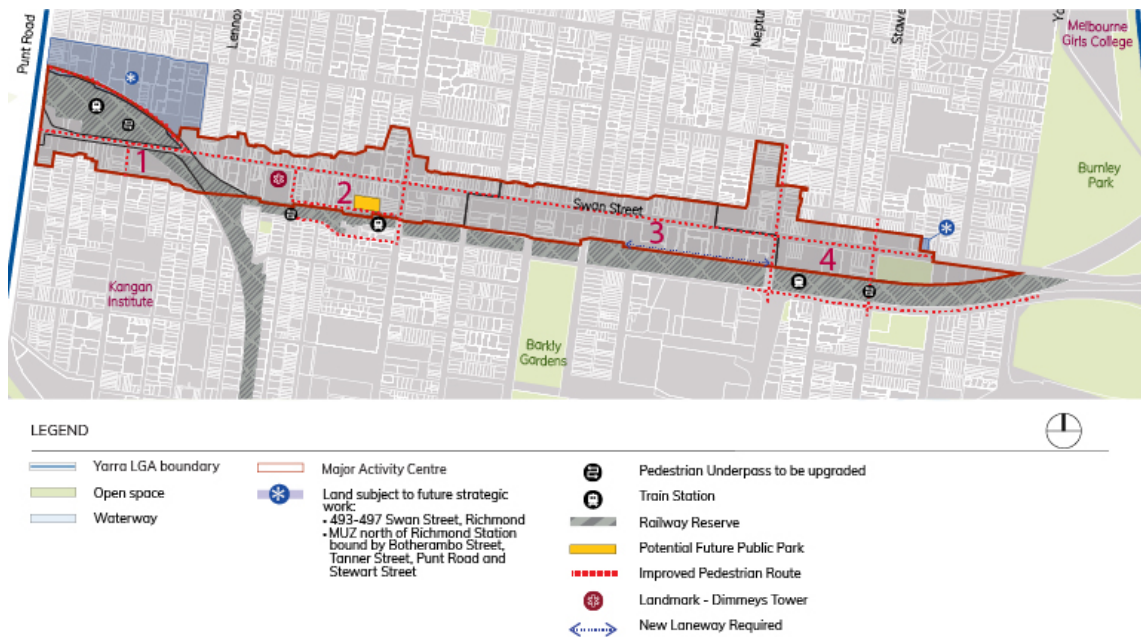 Punt Road
Lennox
Neptun
Stawe
Ya
Melbourne
Girls College
Burnley
Park
1
2
Swan Street
3
4
Kangan
Institute
Barkly
Gardens
LEGEND
Yarra LGA boundary
Open space
Waterway
Major Activity Centre
Land subject to future strategic
work:
• 493-497 Swan Street, Richmond
• MUZ north of Richmond Station
bound by Botherambo Street,
Tanner Street, Punt Road and
Stewart Street
Pedestrian Underpass to be upgraded
Train Station
Railway Reserve
Potential Future Public Park
Improved Pedestrian Route
Landmark - Dimmeys Tower
New Laneway Required